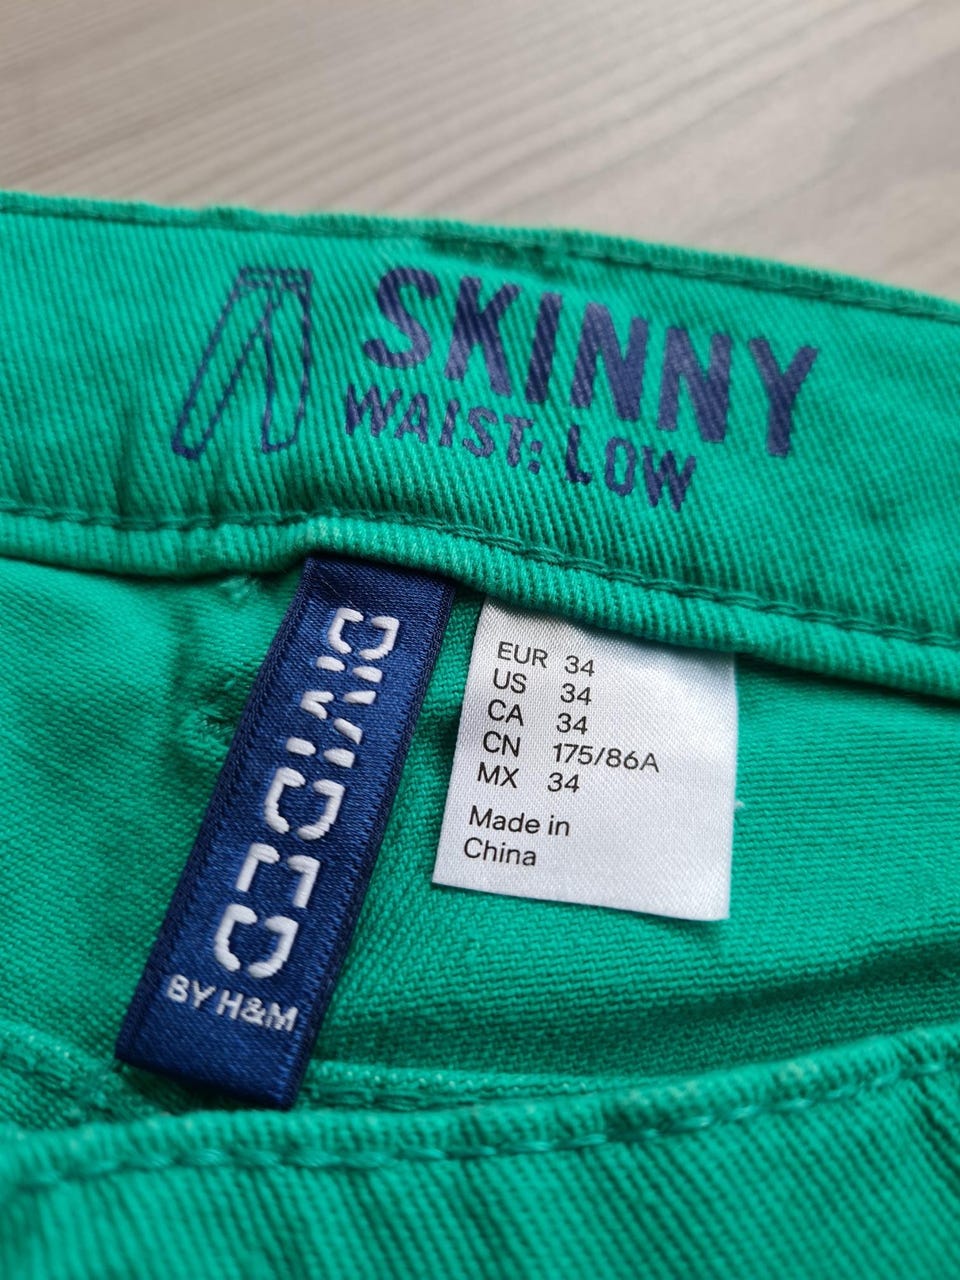 SKINNY
WAIST: LOW
DIVIDED
BY H&M
EUR 34
US 34
CA 34
CN 175/86A
MX 34
Made in
China